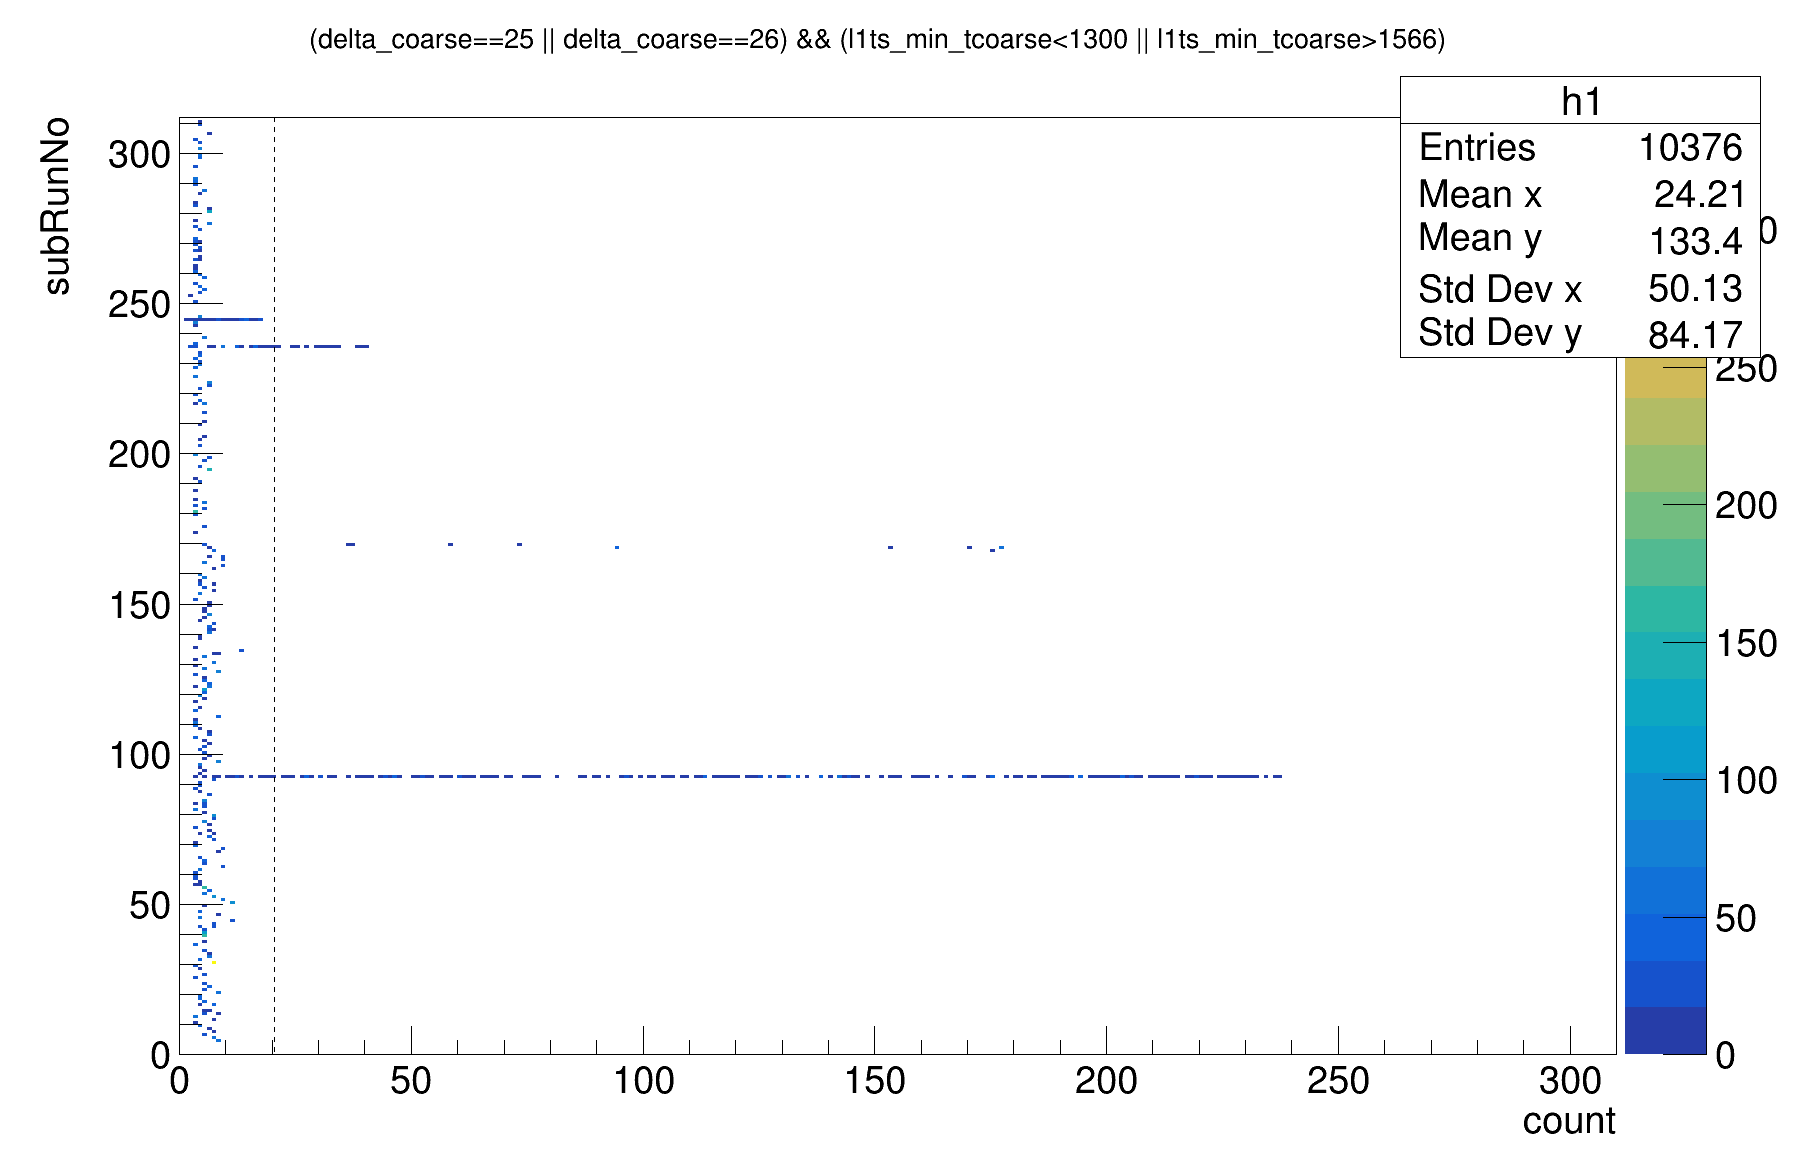 (delta_coarse==25 || delta_coarse==26) && (l1ts_min_tcoarse<1300 || l1ts_min_tcoarse>1566)
h1
Entries 10376
Mean x 24.21
Mean y 133.4
Std Dev x 50.13
Std Dev y 84.17
subRunNo
300
250
200
150
100
50
0
0 50 100 150 200 250 300
count
0
250
200
150
100
50
0